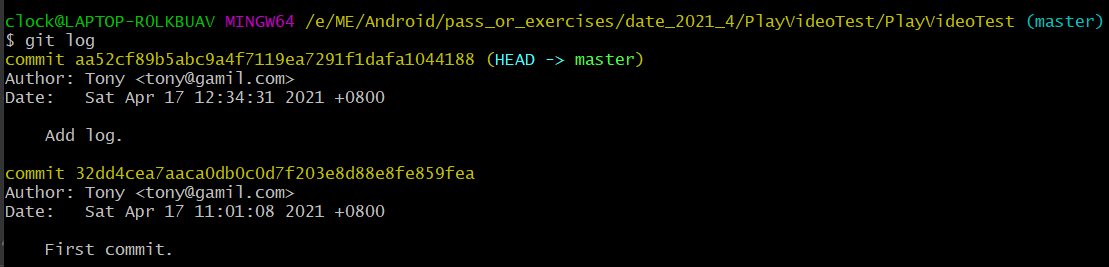 clock@LAPTOP-R0LKBUAV MINGW64 /e/ME/Android/pass_or_exercises/date_2021_4/PlayVideoTest/PlayVideoTest (master)
$ git log
commit aa52cf89b5abc9a4f7119ea7291f1dafa1044188 (HEAD -> master)
Author: Tony <tony@gamil.com>
Date:   Sat Apr 17 12:34:31 2021 +0800
    Add log.
commit 32dd4cea7aaca0db0c0d7f203e8d88e8fe859fea
Author: Tony <tony@gamil.com>
Date:   Sat Apr 17 11:01:08 2021 +0800
    First commit.